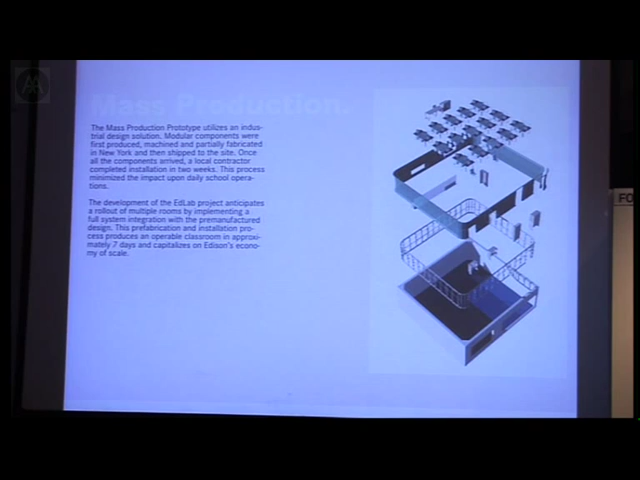 AA
Mass Production.
The Mass Production Prototype utilizes an indus-
trial design solution. Modular components were
first produced, machined and partially fabricated
in New York and then shipped to the site. Once
all the components arrived, a local contractor
completed installation in two weeks. This process
minimized the impact upon daily school opera-
tions.
The development of the EdLab project anticipates
a rollout of multiple rooms by implementing a
full system integration with the premanufactured
design. This prefabrication and installation pro-
cess produces an operable classroom in approxi-
mately 7 days and capitalizes on Edison's econo-
my of scale.
FO